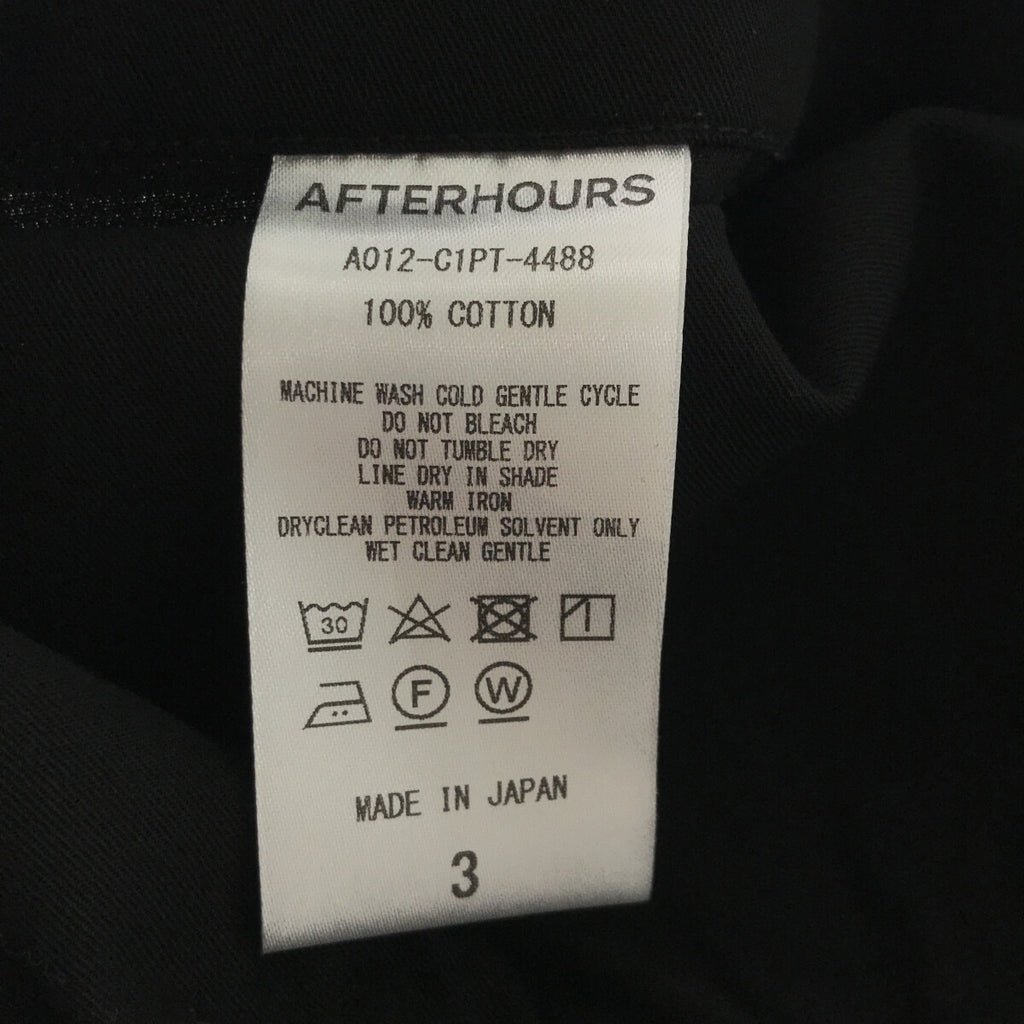 AFTERHOURS
A012-C1PT-4488
100% COTTON
MACHINE WASH COLD GENTLE CYCLE
DO NOT BLEACH
DO NOT TUMBLE DRY
LINE DRY IN SHADE
WARM IRON
DRYCLEAN PETROLEUM SOLVENT ONLY
WET CLEAN GENTLE
30
F W
MADE IN JAPAN
3